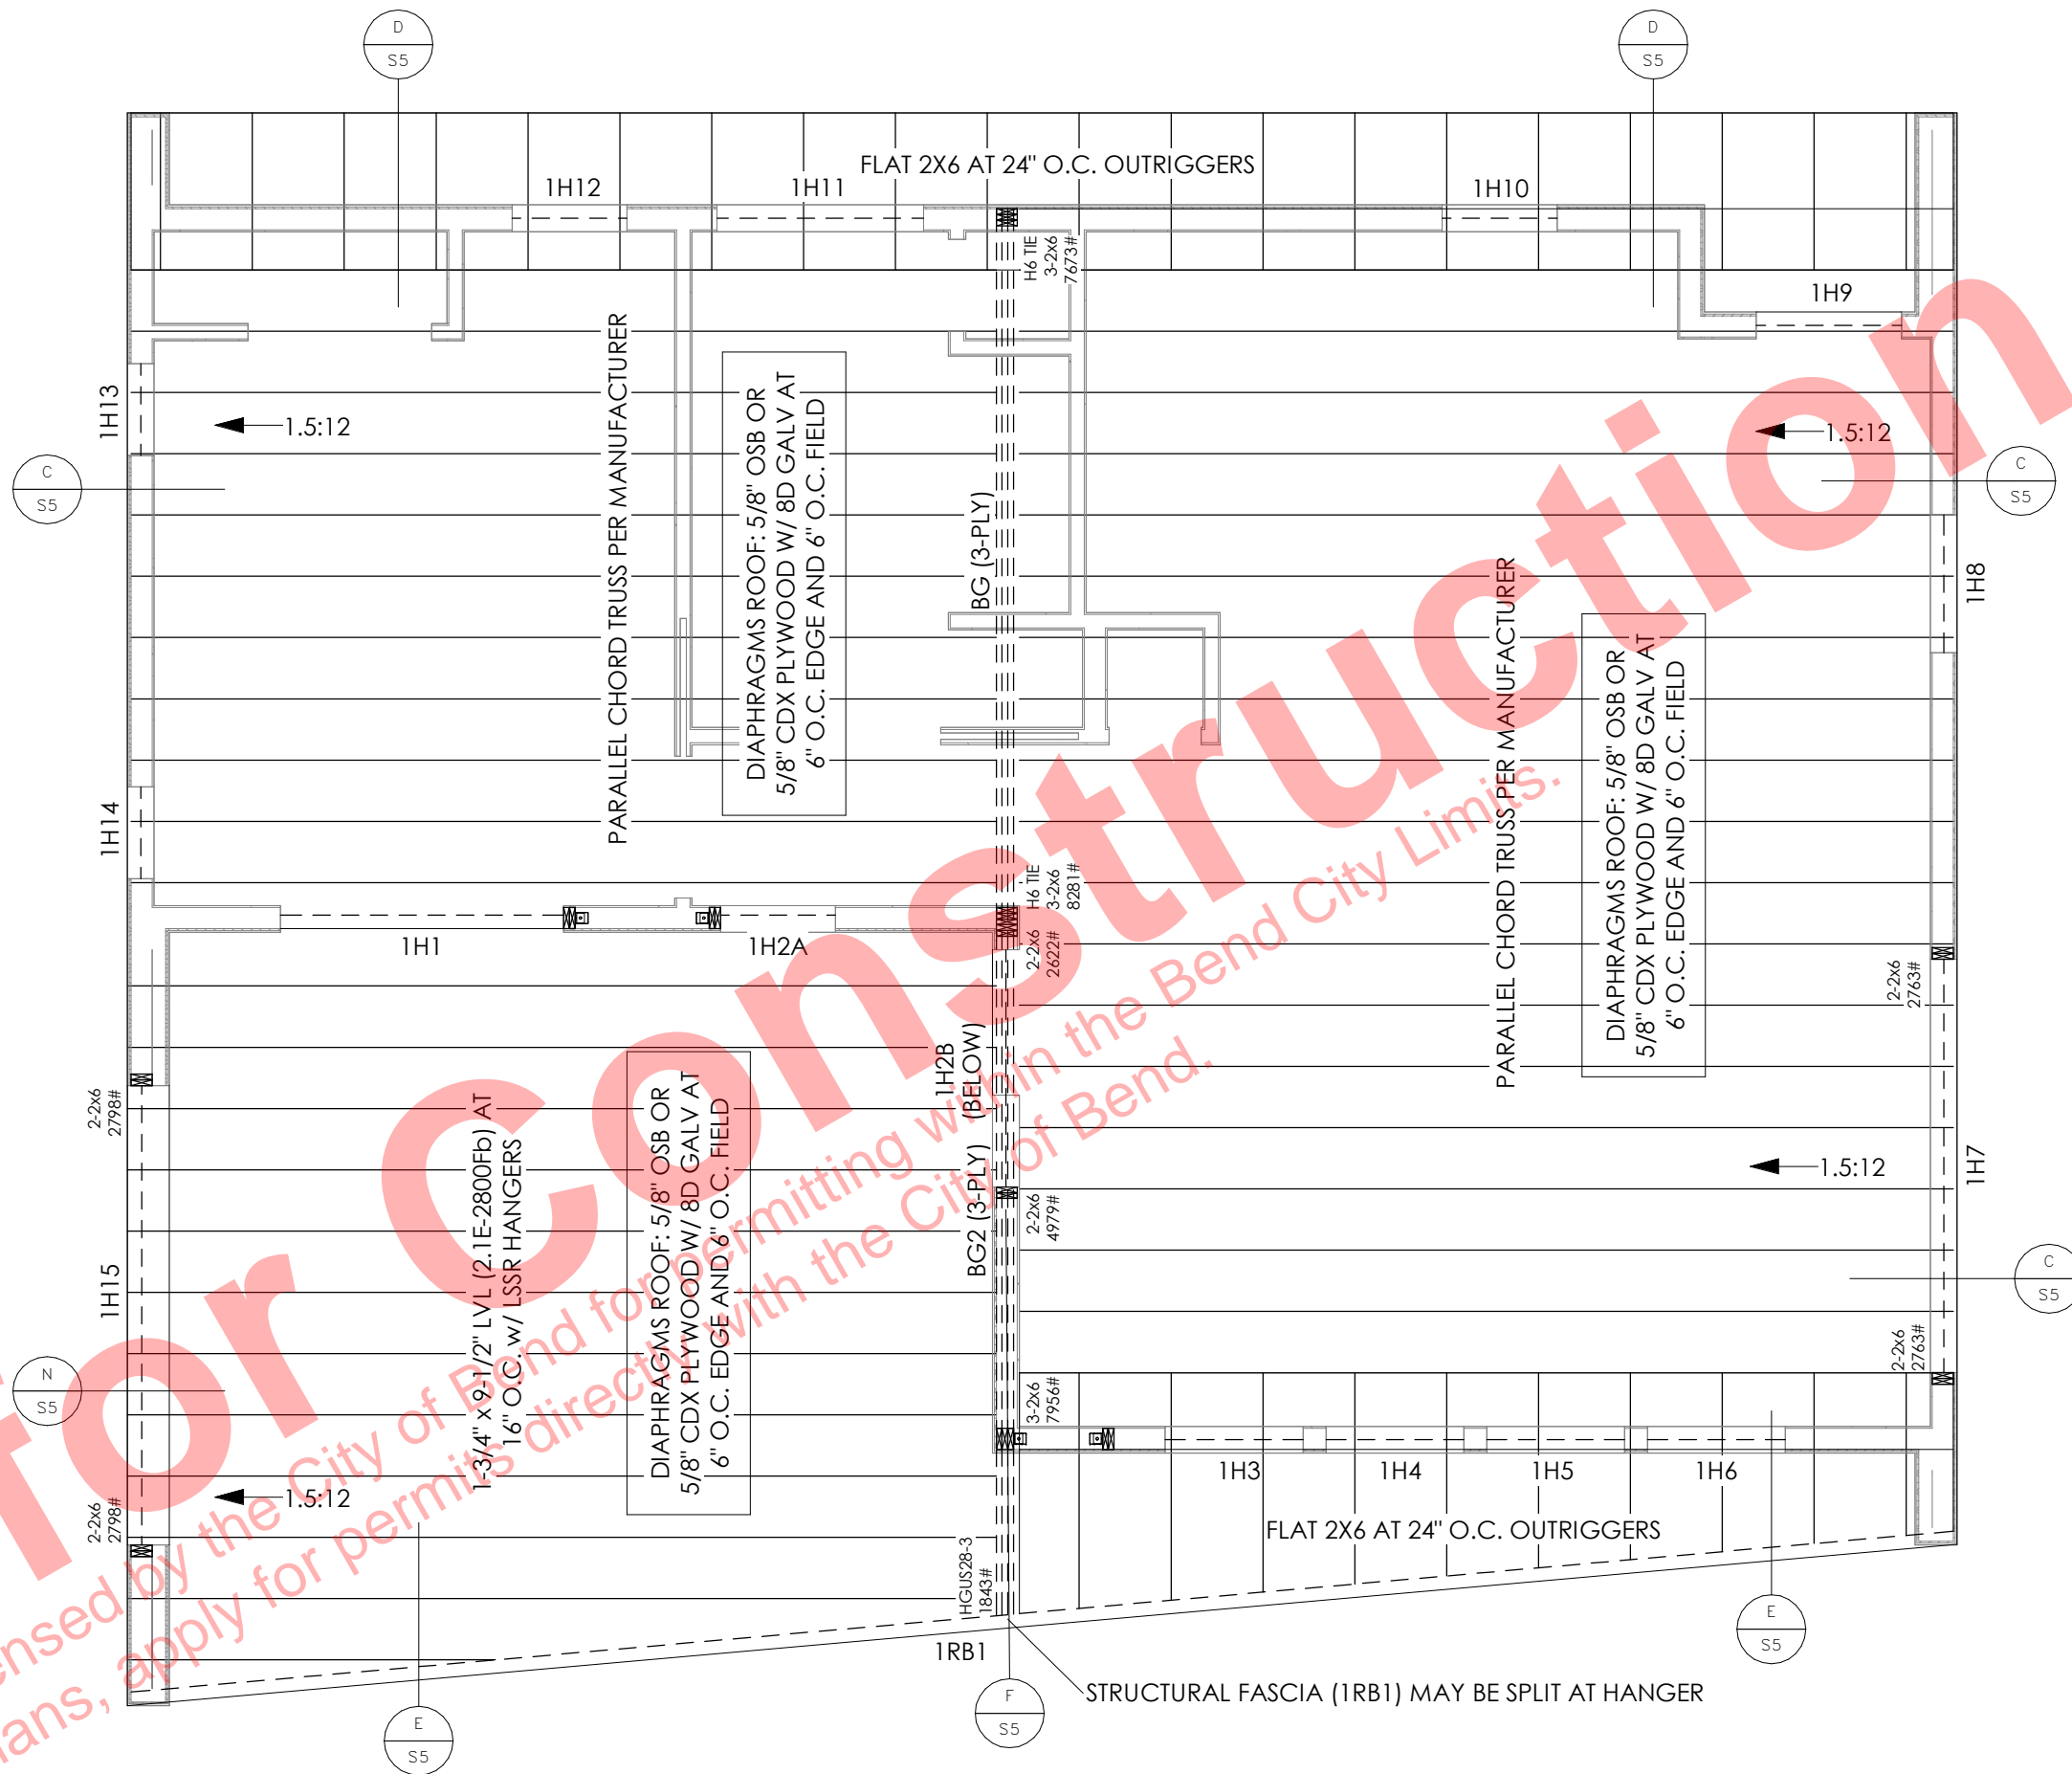 D
S5
D
S5
FLAT 2X6 AT 24" O.C. OUTRIGGERS
1H12
1H11
1H10
H6 TIE
3-2x6
7673#
1H9
1H13
1.5:12
1.5:12
C
S5
C
S5
PARALLEL CHORD TRUSS PER MANUFACTURER
DIAPHRAGMS ROOF: 5/8" OSB OR
5/8" CDX PLYWOOD W/ 8D GALV AT
6" O.C. EDGE AND 6" O.C. FIELD
BG (3-PLY)
1H8
PARALLEL CHORD TRUSS PER MANUFACTURER
DIAPHRAGMS ROOF: 5/8" OSB OR
5/8" CDX PLYWOOD W/ 8D GALV AT
6" O.C. EDGE AND 6" O.C. FIELD
1H14
H6 TIE
3-2x6
8281#
1H1
1H2A
2-2x6
2622#
2-2x6
2763#
1H2B
(BELOW)
2-2x6
2798#
1-3/4" x 9-1/2" LVL (2.1E-2800Fb) AT
16" O.C. w/ LSSR HANGERS
DIAPHRAGMS ROOF: 5/8" OSB OR
5/8" CDX PLYWOOD W/ 8D GALV AT
6" O.C. EDGE AND 6" O.C. FIELD
BG2 (3-PLY)
2-2x6
4979#
1.5:12
1H7
1H15
C
S5
2-2x6
2763#
N
S5
3-2x6
7956#
1H3
1H4
1H5
1H6
1.5:12
2-2x6
2798#
FLAT 2X6 AT 24" O.C. OUTRIGGERS
HGUS28-3
1843#
1RB1
E
S5
STRUCTURAL FASCIA (1RB1) MAY BE SPLIT AT HANGER
F
S5
E
S5
for Construction
by the City of Bend for permitting within the Bend City Limits.
apply for permits directly with the City of Bend.